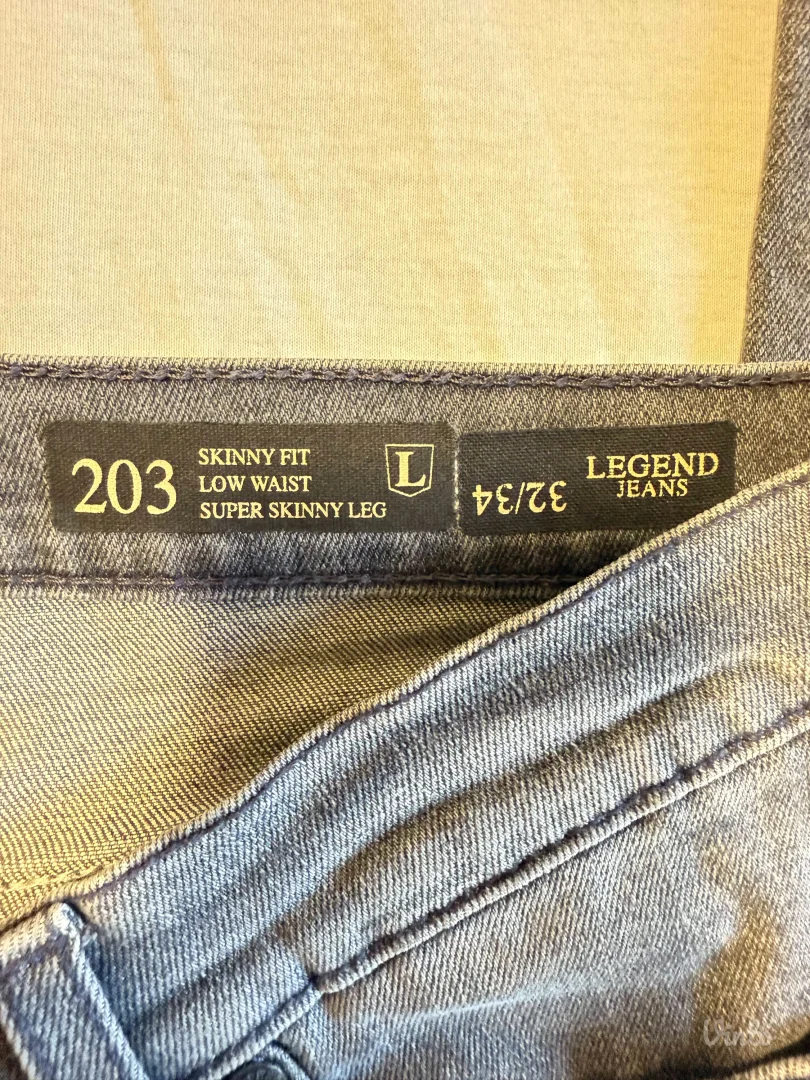 203
SKINNY FIT
LOW WAIST
SUPER SKINNY LEG
L
32/34
LEGEND
JEANS